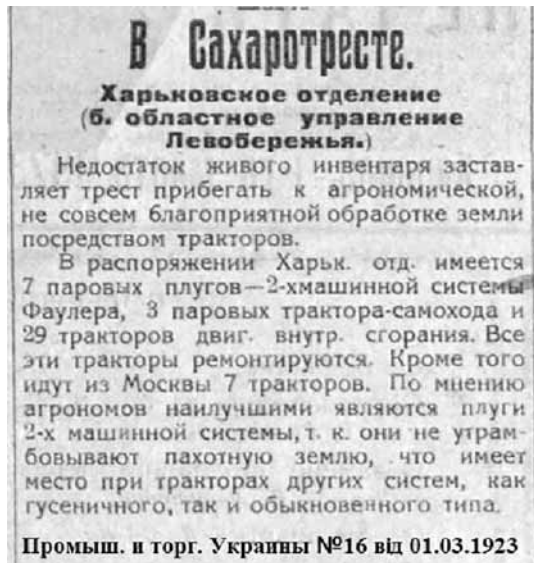 В Сахаротресте.
Харьковское отделение
(б. областное управление
Левобережья.)
Недостаток живого инвентаря застав-
ляет трест прибегать к агрономической,
не совсем благоприятной обработке земли
посредством тракторов.
В распоряжении Харьк. отд. имеется
7 паровых плугов—2-хмашинной системы
Фаулера, 3 паровых трактора-самохода и
29 тракторов двиг. внутр. сгорания. Все
эти тракторы ремонтируются. Кроме того
идут из Москвы 7 тракторов. По мнению
агрономов наилучшими являются плуги
2-х машинной системы, т. к. они не утрам-
бовывают пахотную землю, что имеет
место при тракторах других систем, как
гусеничного, так и обыкновенного типа.
Промыш. и торг. Украины №16 від 01.03.1923